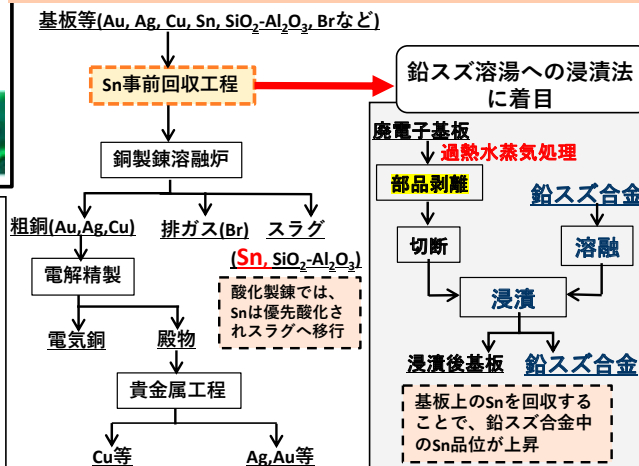 基板等(Au, Ag, Cu, Sn, SiO₂-Al₂O₃, Brなど)
Sn事前回収工程
銅製錬溶融炉
粗銅(Au,Ag,Cu)
排ガス(Br)
スラグ
(Sn, SiO₂-Al₂O₃)
電解精製
酸化製錬では、
Snは優先酸化さ
れスラグへ移行
電気銅
殿物
貴金属工程
Cu等
Ag,Au等
鉛スズ溶湯への浸漬法
に着目
廃電子基板
過熱水蒸気処理
部品剥離
鉛スズ合金
切断
溶融
浸漬
浸漬後基板
鉛スズ合金
基板上のSnを回収する
ことで、鉛スズ合金中
のSn品位が上昇